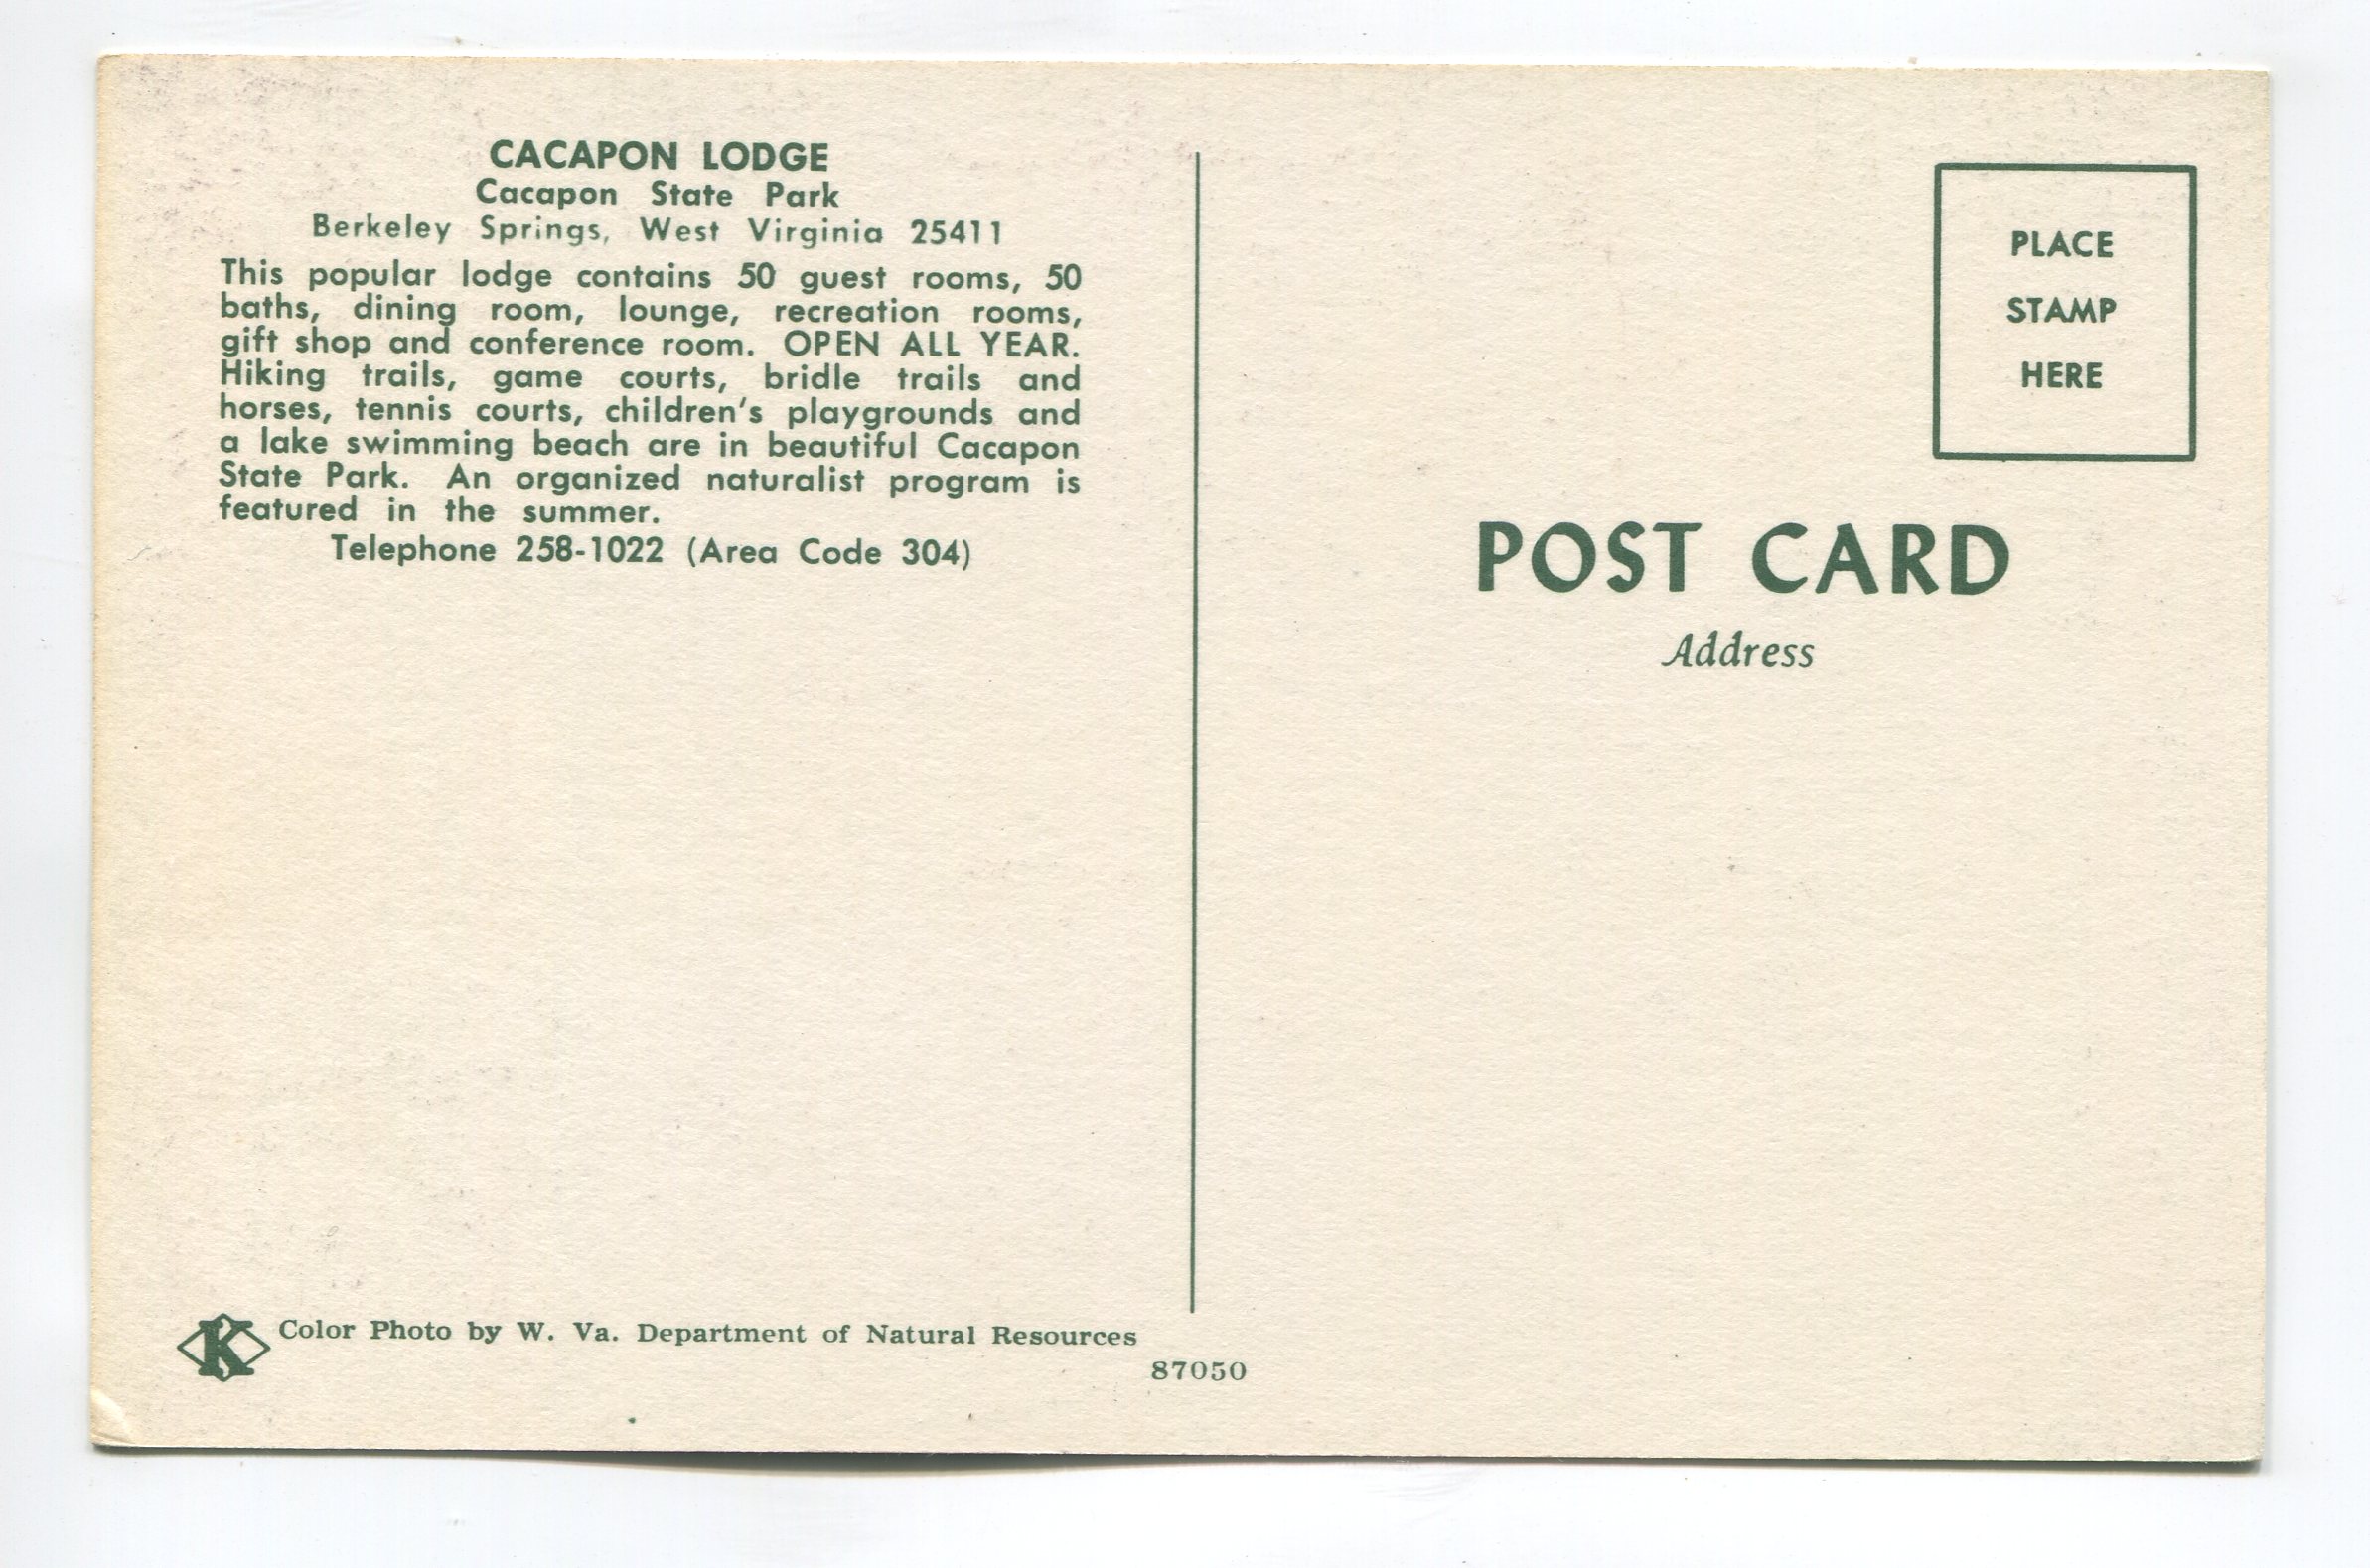 CACAPON LODGE
Cacapon State Park
Berkeley Springs, West Virginia 25411
This popular lodge contains 50 guest rooms, 50
baths, dining room, lounge, recreation rooms,
gift shop and conference room. OPEN ALL YEAR.
Hiking trails, game courts, bridle trails and
horses, tennis courts, children's playgrounds and
a lake swimming beach are in beautiful Cacapon
State Park. An organized naturalist program is
featured in the summer.
Telephone 258-1022 (Area Code 304)
K Color Photo by W. Va. Department of Natural Resources
87050
PLACE
STAMP
HERE
POST CARD
Address